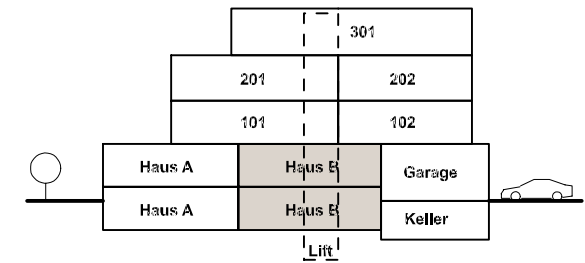 301
201 202
101 102
Haus A Haus B Garage
Haus A Haus B Keller
Lift